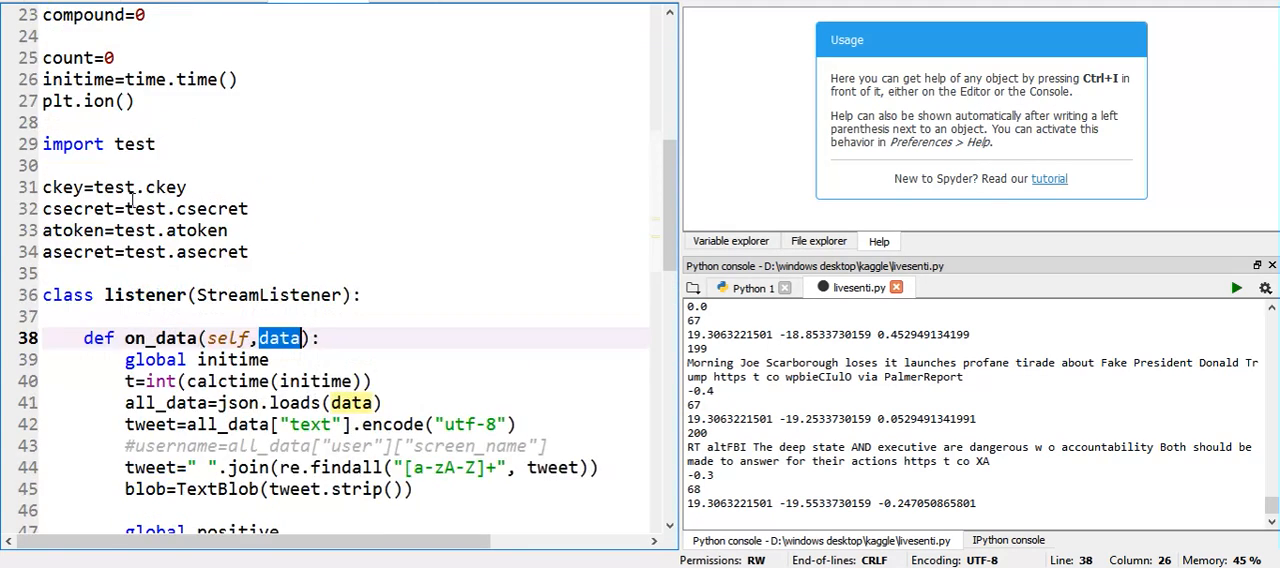 23 compound=0
24
25 count=0
26 initime=time.time()
27 plt.ion()
28
29 import test
30
31 ckey=test.ckey
32 csecret=test.csecret
33 atoken=test.atoken
34 asecret=test.asecret
35
36 class listener(StreamListener):
37
38 def on_data(self,data):
39 global initime
40 t=int(calctime(initime))
41 all_data=json.loads(data)
42 tweet=all_data["text"].encode("utf-8")
43 #username=all_data["user"]["screen_name"]
44 tweet=" ".join(re.findall("[a-zA-Z]+", tweet))
45 blob=TextBlob(tweet.strip())
46
47 global positive
Usage
Here you can get help of any object by pressing Ctrl+I in
front of it, either on the Editor or the Console.
Help can also be shown automatically after writing a left
parenthesis next to an object. You can activate this
behavior in Preferences > Help.
New to Spyder? Read our tutorial
Variable explorer File explorer Help
Python console - D:\windows desktop\kaggle\livesenti.py
Python 1 livesenti.py
0.0
67
19.3063221501 -18.8533730159 0.452949134199
199
Morning Joe Scarborough loses it launches profane tirade about Fake President Donald Tr
ump https t co wpbieCIulO via PalmerReport
-0.4
67
19.3063221501 -19.2533730159 0.0529491341991
200
RT altFBI The deep state AND executive are dangerous w o accountability Both should be
made to answer for their actions https t co XA
-0.3
68
19.3063221501 -19.5533730159 -0.247050865801
Python console - D:\windows desktop\kaggle\livesenti.py IPython console
Permissions: RW End-of-lines: CRLF Encoding: UTF-8 Line: 38 Column: 26 Memory: 45 %